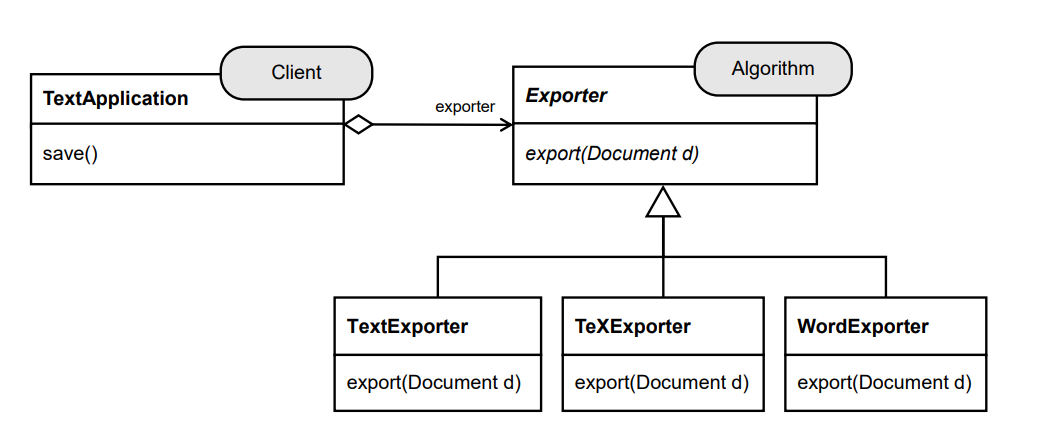 Client
TextApplication
save()
exporter
Algorithm
Exporter
export(Document d)
TextExporter
export(Document d)
TeXExporter
export(Document d)
WordExporter
export(Document d)